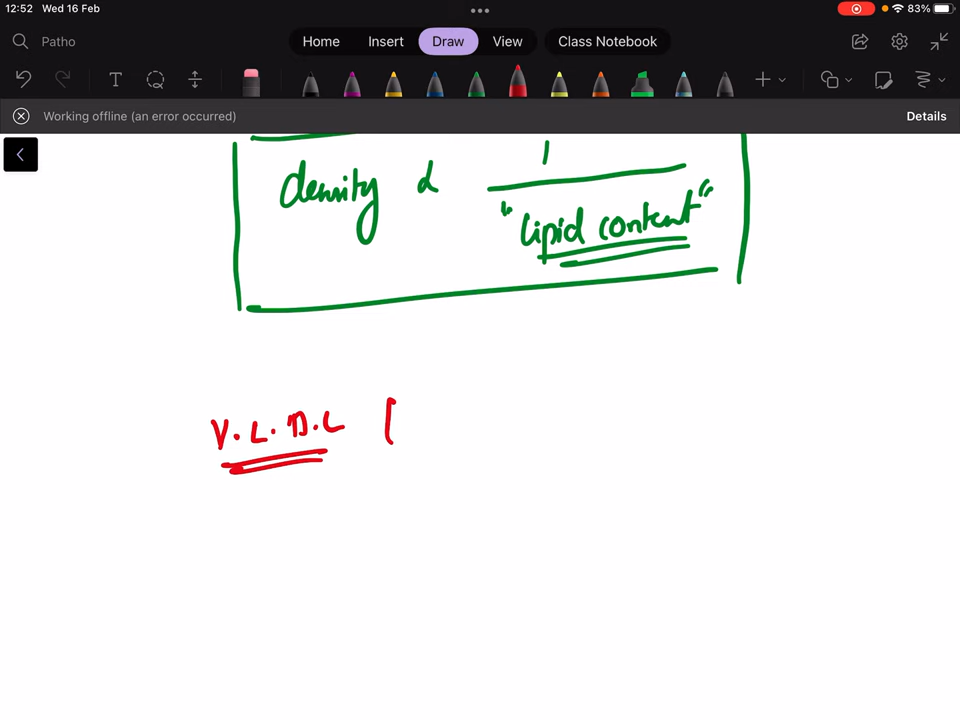 12:52 Wed 16 Feb
83%
Patho
Home Insert Draw View Class Notebook
T
Working offline (an error occurred) Details
density α 1
"lipid content"
V.L.D.L (